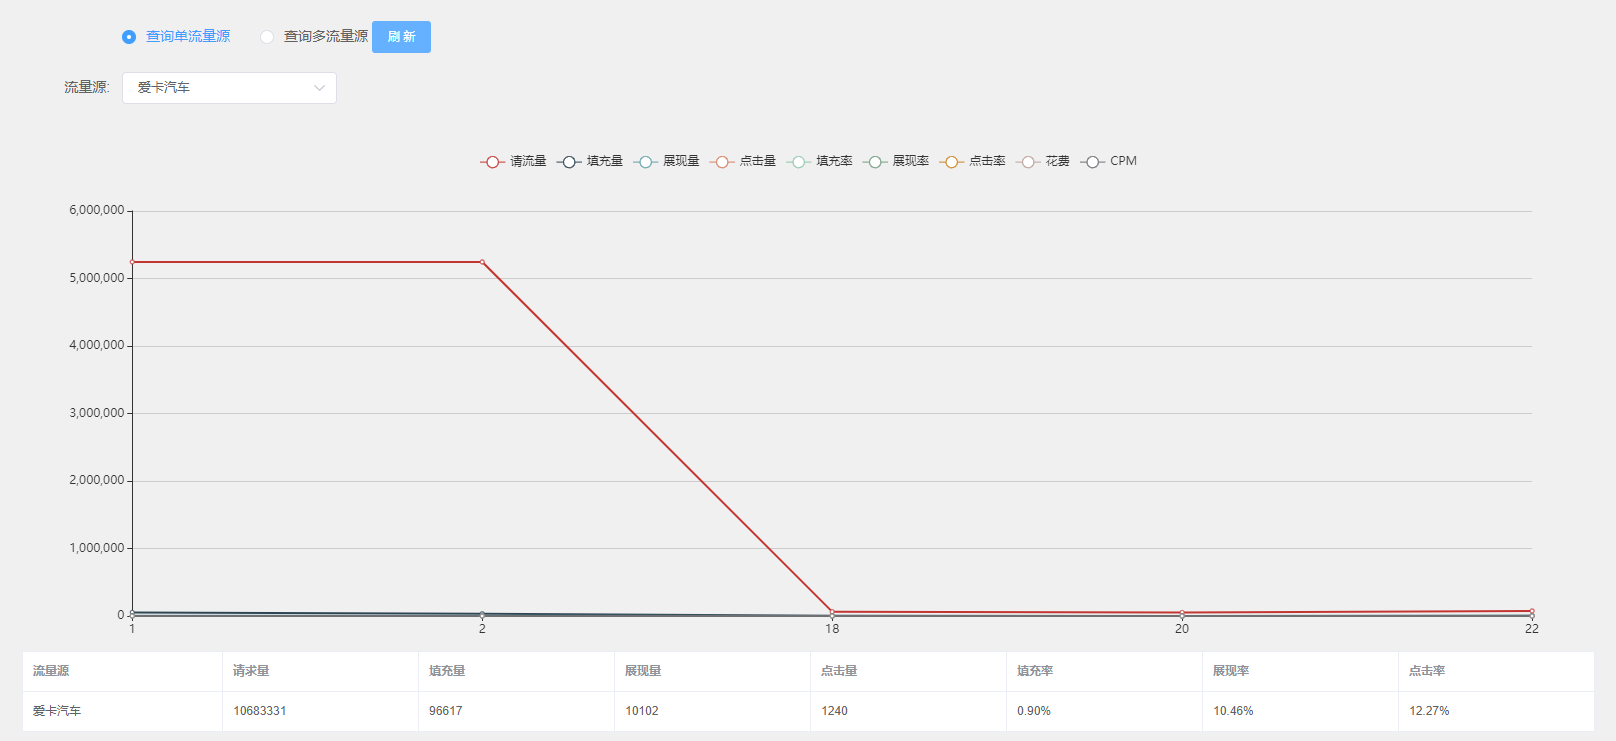 查询单流量源 查询多流量源 刷新
流量源: 爱卡汽车
请流量 填充量 展现量 点击量 填充率 展现率 点击率 花费 CPM
6,000,000
5,000,000
4,000,000
3,000,000
2,000,000
1,000,000
0
1 2 18 20 22
流量源 请求量 填充量 展现量 点击量 填充率 展现率 点击率
爱卡汽车 10683331 96617 10102 1240 0.90% 10.46% 12.27%